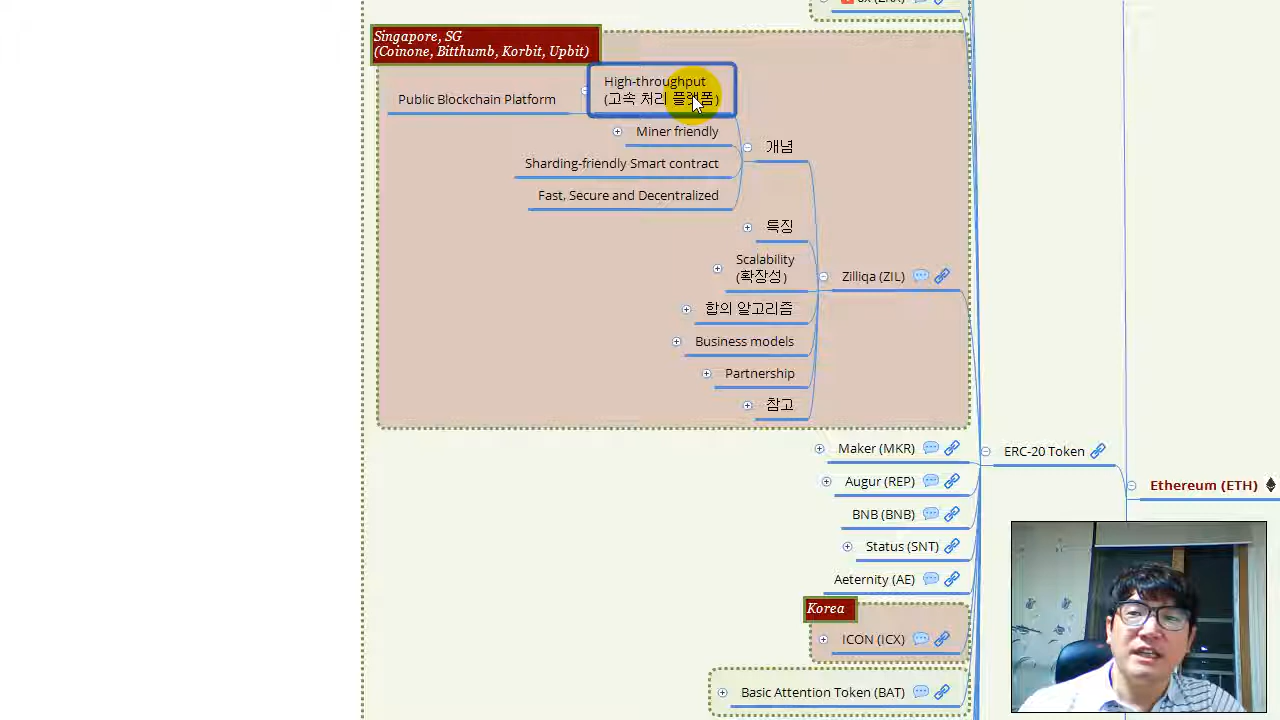 Singapore, SG
(Coinone, Bitthumb, Korbit, Upbit)
High-throughput
(고속 처리 플랫폼)
Public Blockchain Platform
Miner friendly
개념
Sharding-friendly Smart contract
Fast, Secure and Decentralized
특징
Scalability
(확장성)
Zilliqa (ZIL)
합의 알고리즘
Business models
Partnership
참고
Maker (MKR)
ERC-20 Token
Augur (REP)
Ethereum (ETH)
BNB (BNB)
Status (SNT)
Aeternity (AE)
Korea
ICON (ICX)
Basic Attention Token (BAT)